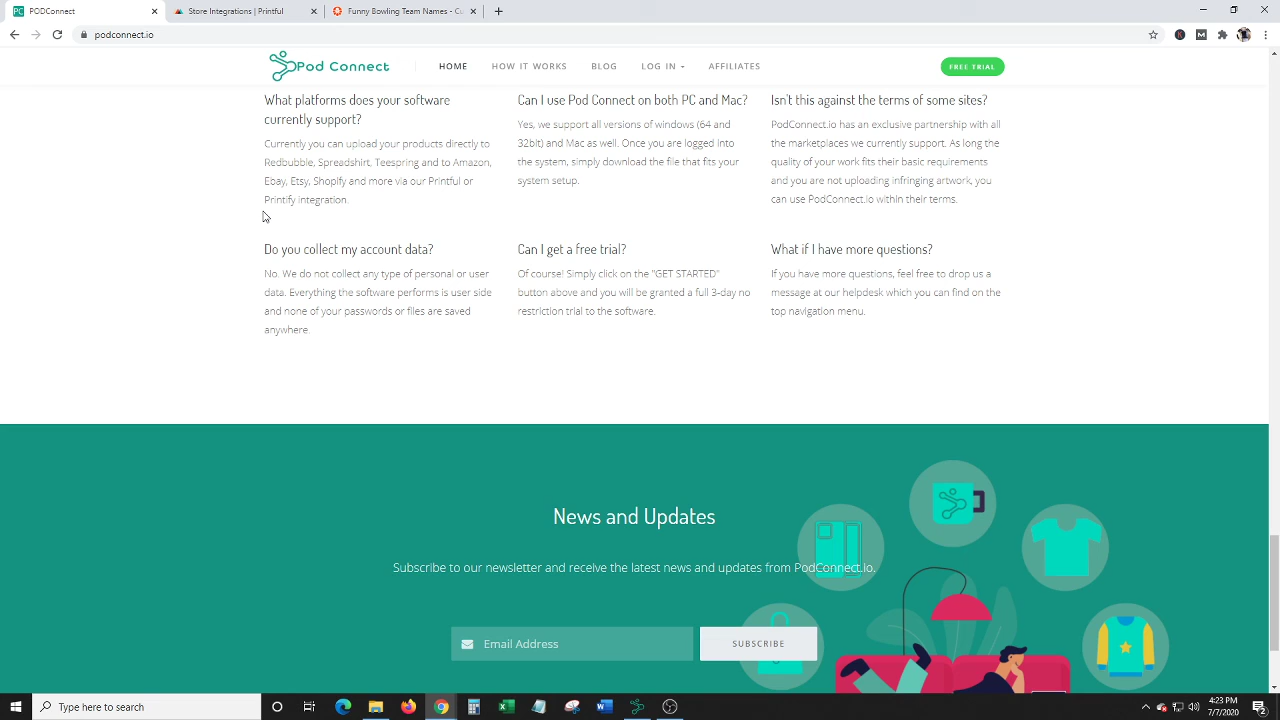 PODConnect
Store Integrations | Printful
Funny Bowling Team Names - Cu
podconnect.io
Pod Connect
HOME
HOW IT WORKS
BLOG
LOG IN
AFFILIATES
FREE TRIAL
What platforms does your software
currently support?
Currently you can upload your products directly to
Redbubble, Spreadshirt, Teespring and to Amazon,
Ebay, Etsy, Shopify and more via our Printful or
Printify integration.
Can I use Pod Connect on both PC and Mac?
Yes, we support all versions of windows (64 and
32bit) and Mac as well. Once you are logged into
the system, simply download the file that fits your
system setup.
Isn't this against the terms of some sites?
PodConnect.io has an exclusive partnership with all
the marketplaces we currently support. As long the
quality of your work fits their basic requirements
and you are not uploading infringing artwork, you
can use PodConnect.io within their terms.
Do you collect my account data?
No. We do not collect any type of personal or user
data. Everything the software performs is user side
and none of your passwords or files are saved
anywhere.
Can I get a free trial?
Of course! Simply click on the "GET STARTED"
button above and you will be granted a full 3-day no
restriction trial to the software.
What if I have more questions?
If you have more questions, feel free to drop us a
message at our helpdesk which you can find on the
top navigation menu.
News and Updates
Subscribe to our newsletter and receive the latest news and updates from PodConnect.io.
Email Address
SUBSCRIBE
Type here to search
4:23 PM
7/7/2020